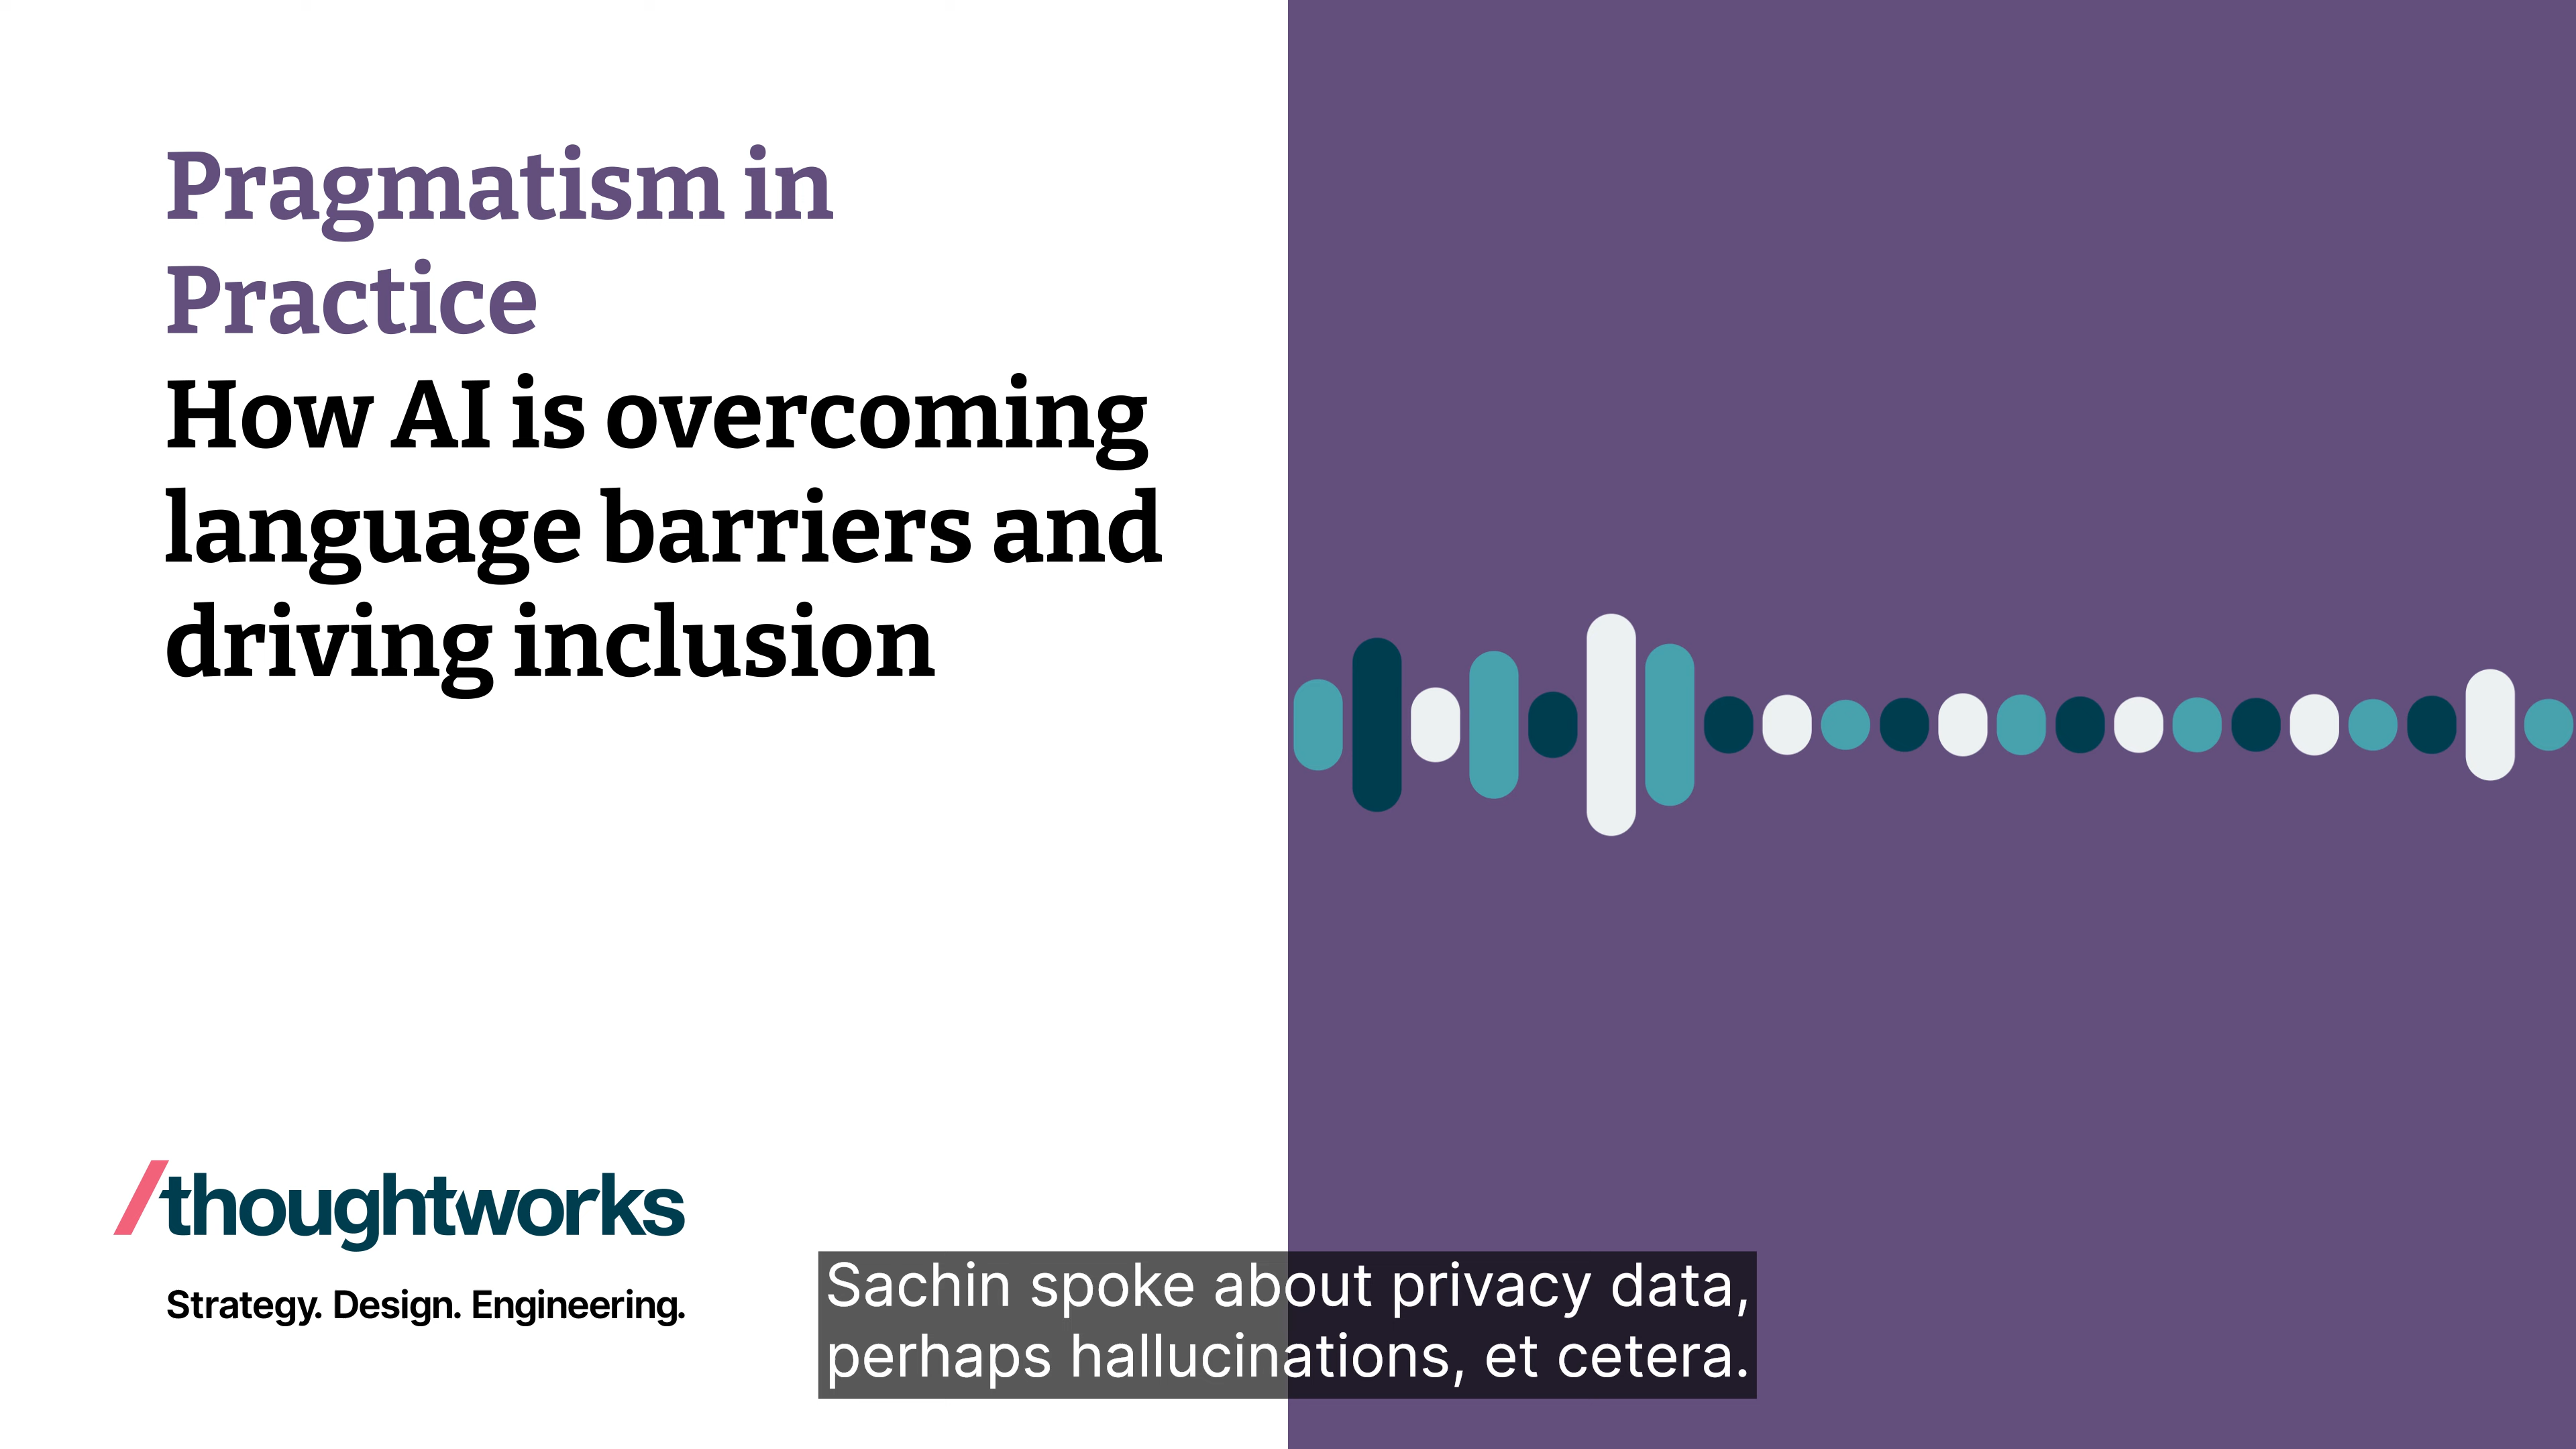 Pragmatism in
Practice
How AI is overcoming
language barriers and
driving inclusion
/thoughtworks
Strategy. Design. Engineering.
Sachin spoke about privacy data,
perhaps hallucinations, et cetera.